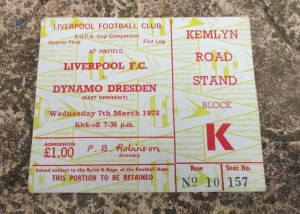 LIVERPOOL FOOTBALL CLUB
U.E.F.A. Cup Competition
Quarter Final First Leg
AT ANFIELD
LIVERPOOL F.C.
v.
DYNAMO DRESDEN
(EAST GERMANY)
Wednesday 7th March 1973
Kick-off 7-30 p.m.
ADMISSION
£1.00
P. B. Robinson
Secretary
Issued subject to the Rules & Regs. of the Football Assn.
THIS PORTION TO BE RETAINED
KEMLYN
ROAD
STAND
BLOCK
K
Row Seat No.
No 10 157